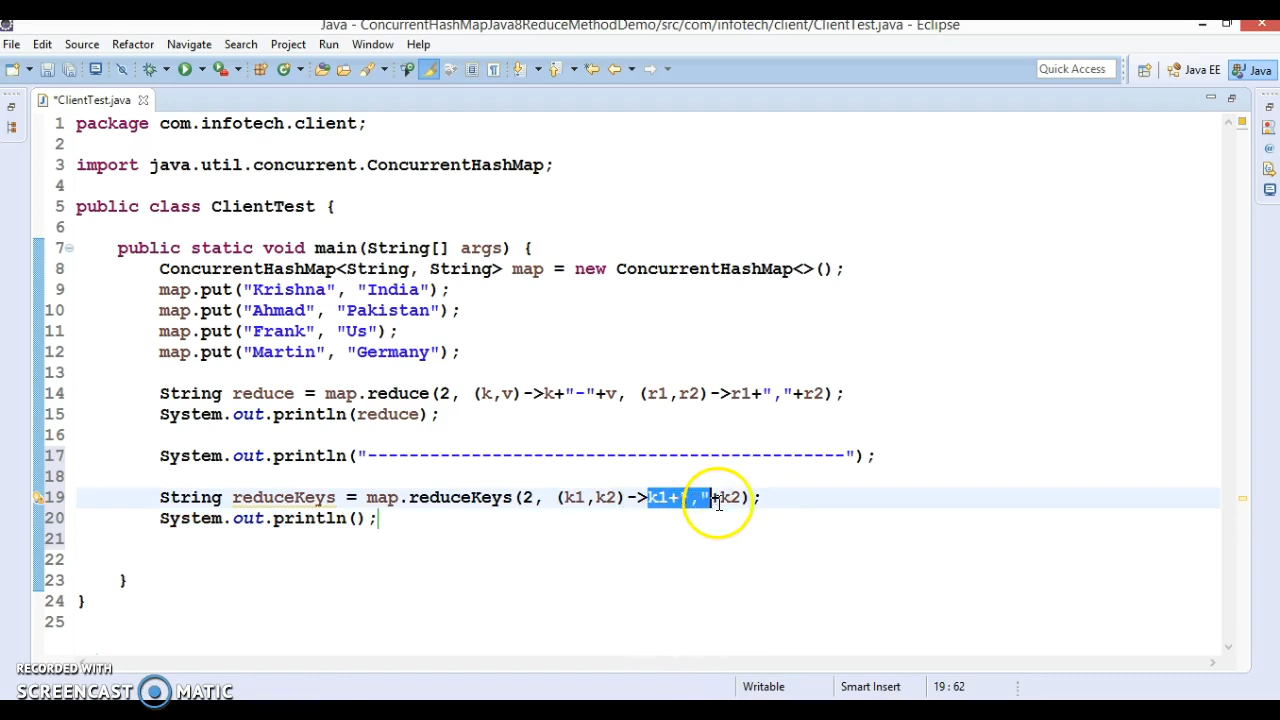 Java - ConcurrentHashMapJava8ReduceMethodDemo/src/com/infotech/client/ClientTest.java - Eclipse
File Edit Source Refactor Navigate Search Project Run Window Help
Quick Access Java EE Java
*ClientTest.java
1 package com.infotech.client;
2
3 import java.util.concurrent.ConcurrentHashMap;
4
5 public class ClientTest {
6
7 public static void main(String[] args) {
8 ConcurrentHashMap<String, String> map = new ConcurrentHashMap<>();
9 map.put("Krishna", "India");
10 map.put("Ahmad", "Pakistan");
11 map.put("Frank", "Us");
12 map.put("Martin", "Germany");
13
14 String reduce = map.reduce(2, (k,v)->k+"-"+v, (r1,r2)->r1+","+r2);
15 System.out.println(reduce);
16
17 System.out.println("----------------------------------------------");
18
19 String reduceKeys = map.reduceKeys(2, (k1,k2)->k1+","+k2);
20 System.out.println();
21
22
23 }
24 }
25
RECORDED WITH
SCREENCAST MATIC
Writable Smart Insert 19 : 62